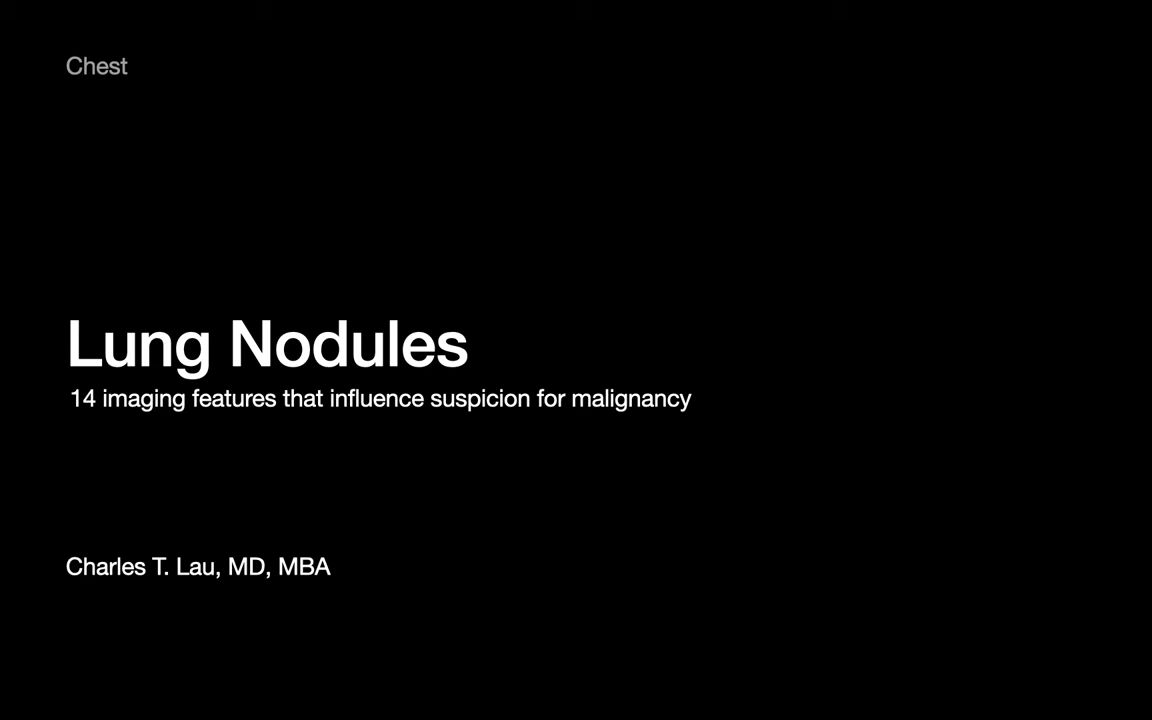 Chest
Lung Nodules
14 imaging features that influence suspicion for malignancy
Charles T. Lau, MD, MBA